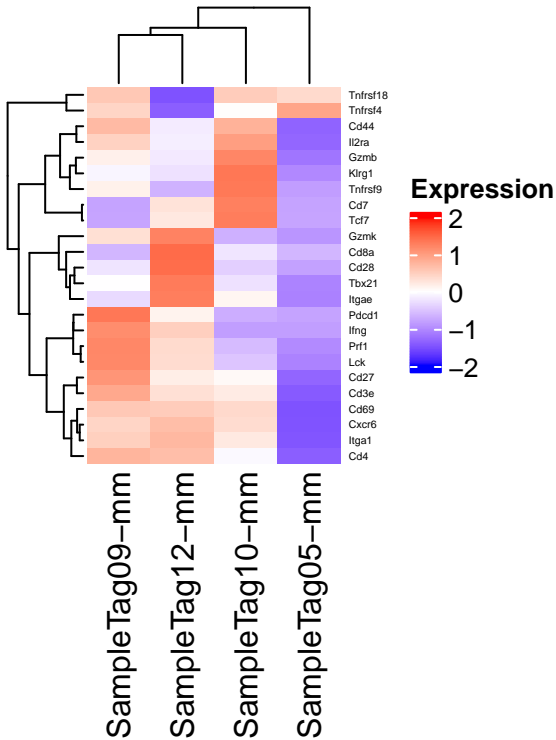 Tnfrsf18
Tnfrsf4
Cd44
Il2ra
Gzmb
Klrg1
Tnfrsf9
Cd7
Tcf7
Gzmk
Cd8a
Cd28
Tbx21
Itgae
Pdcd1
Ifng
Prf1
Lck
Cd27
Cd3e
Cd69
Cxcr6
Itga1
Cd4
Expression
2
1
0
−1
−2
SampleTag09−mm
SampleTag12−mm
SampleTag10−mm
SampleTag05−mm